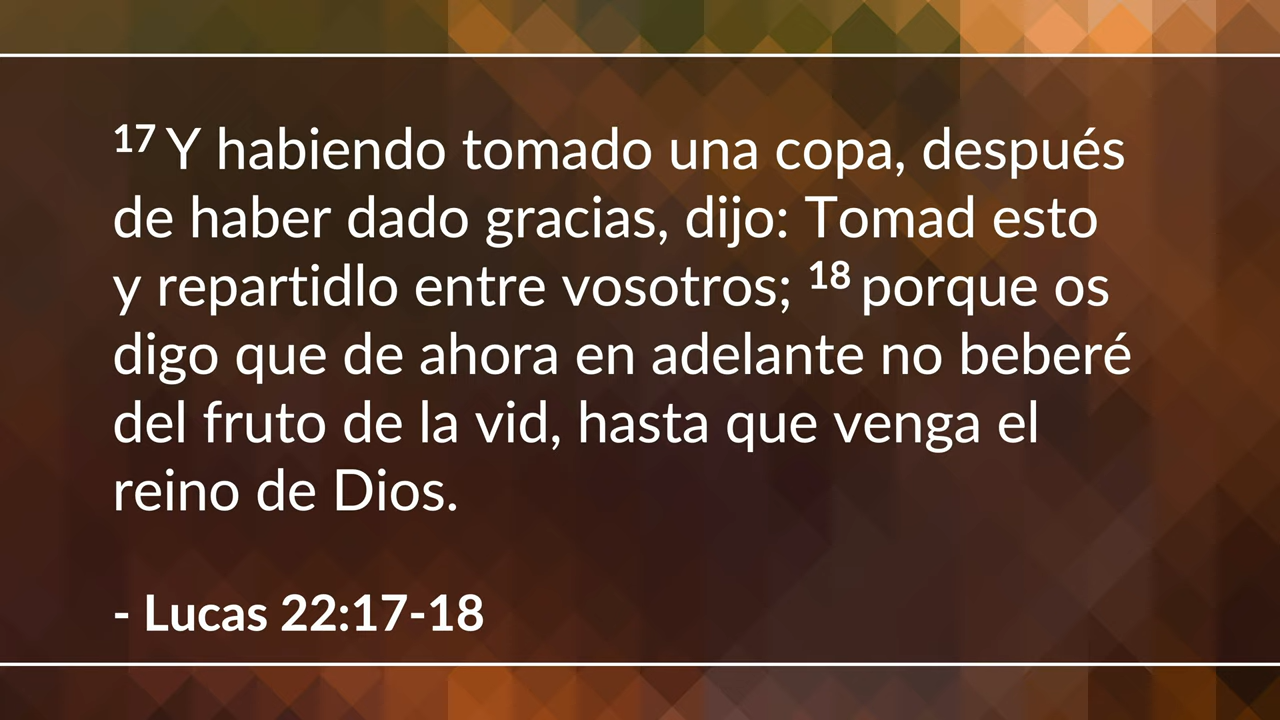 17 Y habiendo tomado una copa, después
de haber dado gracias, dijo: Tomad esto
y repartidlo entre vosotros; 18 porque os
digo que de ahora en adelante no beberé
del fruto de la vid, hasta que venga el
reino de Dios.
- Lucas 22:17-18